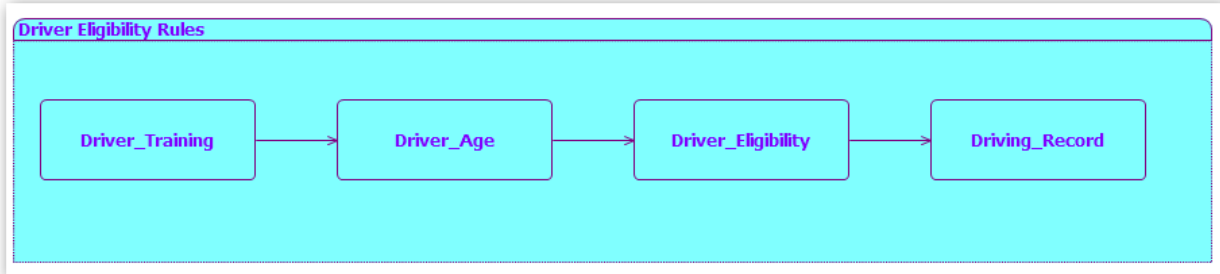 Driver Eligibility Rules
Driver_Training
Driver_Age
Driver_Eligibility
Driving_Record